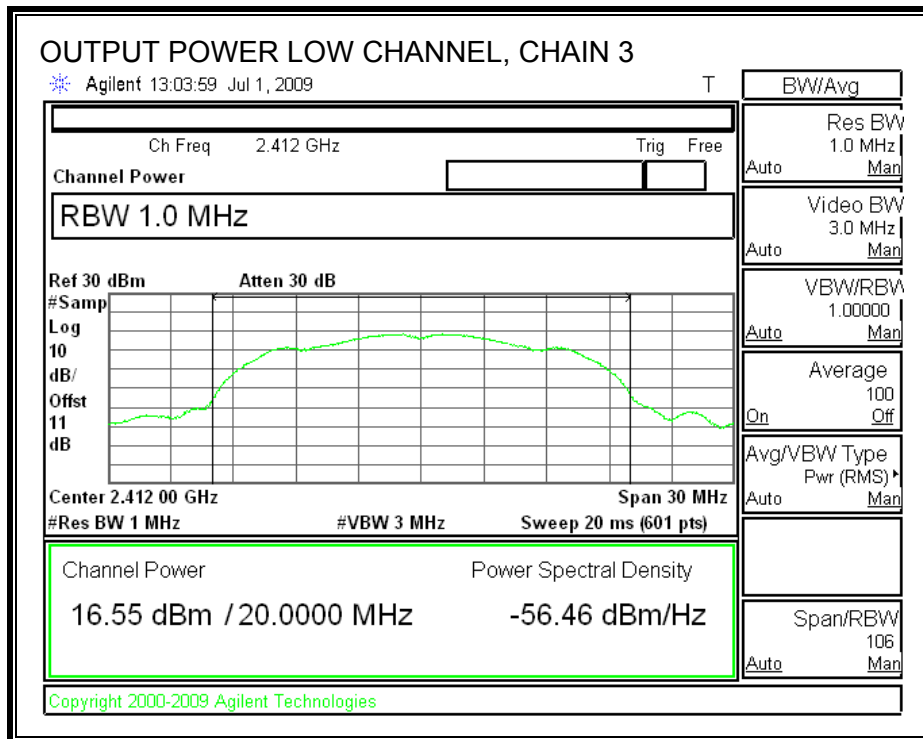 OUTPUT POWER LOW CHANNEL, CHAIN 3
Agilent 13:03:59 Jul 1, 2009
T
Ch Freq 2.412 GHz
Trig Free
Channel Power
RBW 1.0 MHz
Ref 30 dBm
Atten 30 dB
#Samp
Log
10
dB/
Offst
11
dB
Center 2.412 00 GHz
Span 30 MHz
#Res BW 1 MHz
#VBW 3 MHz
Sweep 20 ms (601 pts)
Channel Power
Power Spectral Density
16.55 dBm / 20.0000 MHz
-56.46 dBm/Hz
Copyright 2000-2009 Agilent Technologies
BW/Avg
Res BW
1.0 MHz
Auto Man
Video BW
3.0 MHz
Auto Man
VBW/RBW
1.00000
Auto Man
Average
100
On Off
Avg/VBW Type
Pwr (RMS)
Auto Man
Span/RBW
106
Auto Man